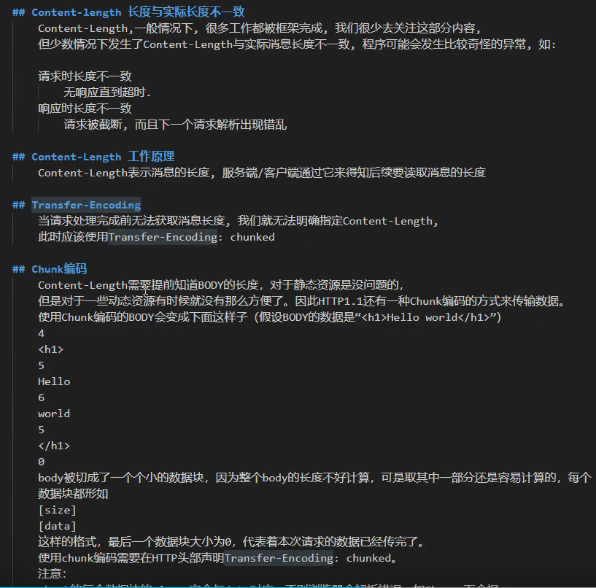 ## Content-length 长度与实际长度不一致
Content-Length,一般情况下, 很多工作都被框架完成, 我们很少去关注这部分内容,
但少数情况下发生了Content-Length与实际消息长度不一致, 程序可能会发生比较奇怪的异常, 如:
请求时长度不一致
无响应直到超时.
响应时长度不一致
请求被截断, 而且下一个请求解析出现错乱
## Content-Length 工作原理
Content-Length表示消息的长度, 服务端/客户端通过它来得知后续要读取消息的长度
## Transfer-Encoding
当请求处理完成前无法获取消息长度, 我们就无法明确指定Content-Length,
此时应该使用Transfer-Encoding: chunked
## Chunk编码
Content-Length需要提前知道BODY的长度，对于静态资源是没问题的，
但是对于一些动态资源有时候就没有那么方便了。因此HTTP1.1还有一种Chunk编码的方式来传输数据。
使用Chunk编码的BODY会变成下面这样子（假设BODY的数据是“<h1>Hello world</h1>”）
4
<h1>
5
Hello
6
world
5
</h1>
0
body被切成了一个个小的数据块，因为整个body的长度不好计算，可是取其中一部分还是容易计算的，每个
数据块都形如
[size]
[data]
这样的格式，最后一个数据块大小为0，代表着本次请求的数据已经传完了。
使用chunk编码需要在HTTP头部声明Transfer-Encoding: chunked。
注意: